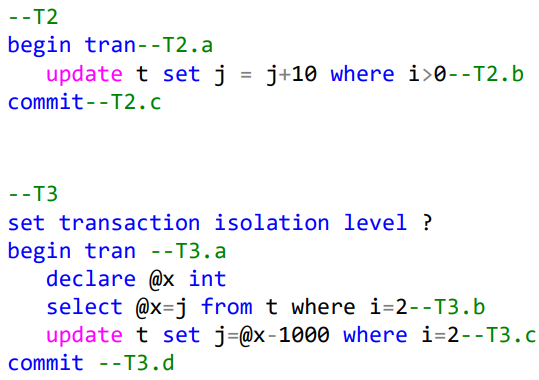 --T2
begin tran--T2.a
update t set j = j+10 where i>0--T2.b
commit--T2.c
--T3
set transaction isolation level ?
begin tran --T3.a
declare @x int
select @x=j from t where i=2--T3.b
update t set j=@x-1000 where i=2--T3.c
commit --T3.d